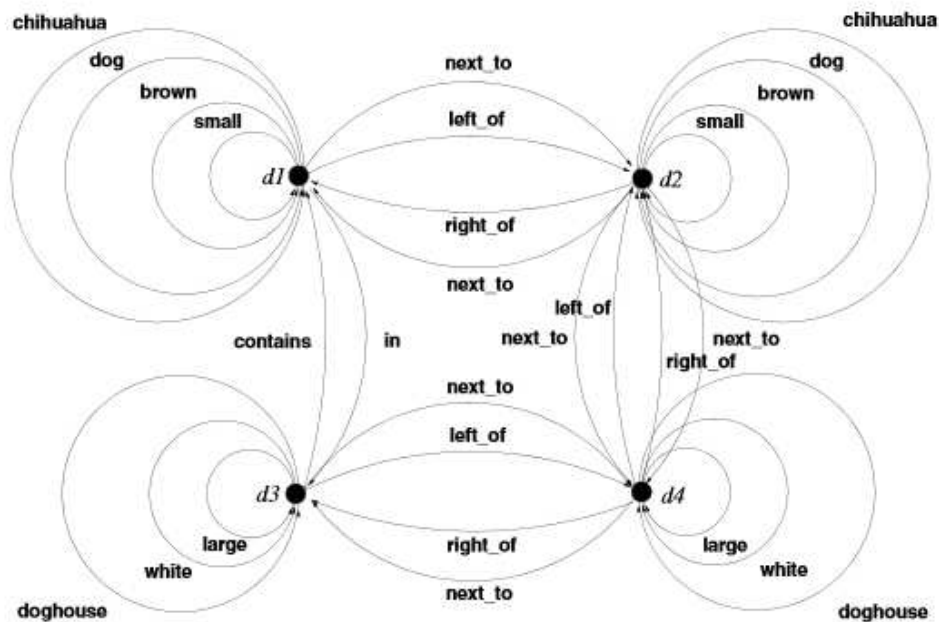 chihuahua
dog
brown
small
d1
next_to
left_of
right_of
next_to
chihuahua
dog
brown
small
d2
contains
in
left_of
next_to
next_to
right_of
next_to
left_of
d3
large
white
doghouse
right_of
next_to
d4
large
white
doghouse